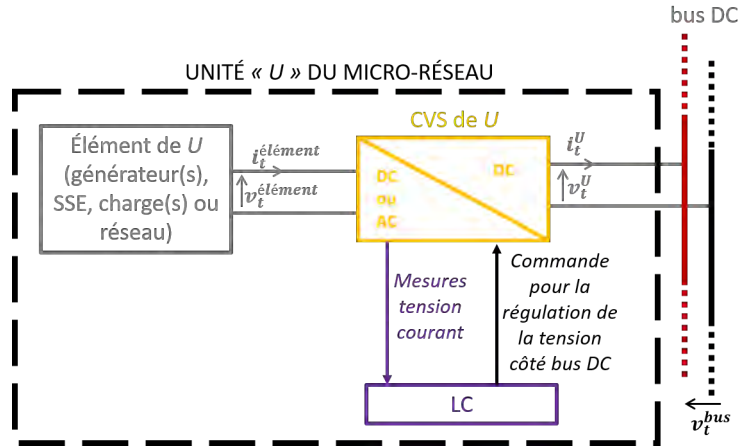 bus DC
UNITÉ « U » DU MICRO-RÉSEAU
CVS de U
Élément de U
(générateur(s),
SSE, charge(s) ou
réseau)
i_t^élément
v_t^élément
DC
ou
AC
DC
i_t^U
v_t^U
Mesures
tension
courant
Commande
pour la
régulation de
la tension
côté bus DC
LC
v_t^bus